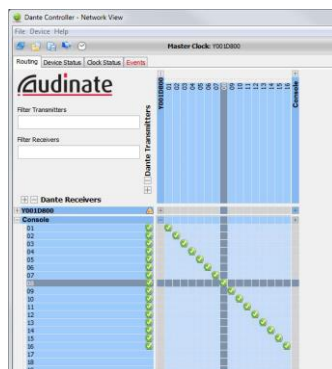 Dante Controller - Network View
File Device Help
Master Clock: Y001D800
Routing Device Status Clock Status Events
Audinate
Filter Transmitters
Filter Receivers
Dante Transmitters
Y001D800
01
02
03
04
05
06
07
09
10
11
12
13
14
15
16
Console
Dante Receivers
Y001D800
Console
01
02
03
04
05
06
07
08
09
10
11
12
13
14
15
16
17
18